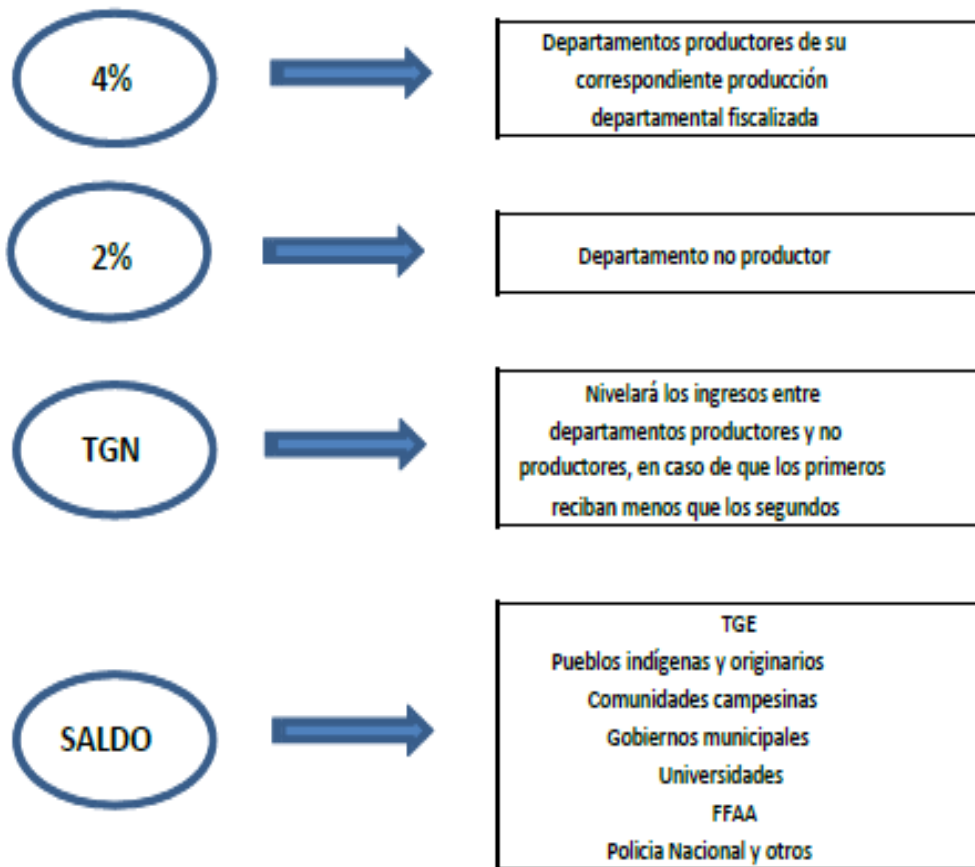 4%
Departamentos productores de su
correspondiente producción
departamental fiscalizada
2%
Departamento no productor
TGN
Nivelará los ingresos entre
departamentos productores y no
productores, en caso de que los primeros
reciban menos que los segundos
SALDO
TGE
Pueblos indígenas y originarios
Comunidades campesinas
Gobiernos municipales
Universidades
FFAA
Policia Nacional y otros